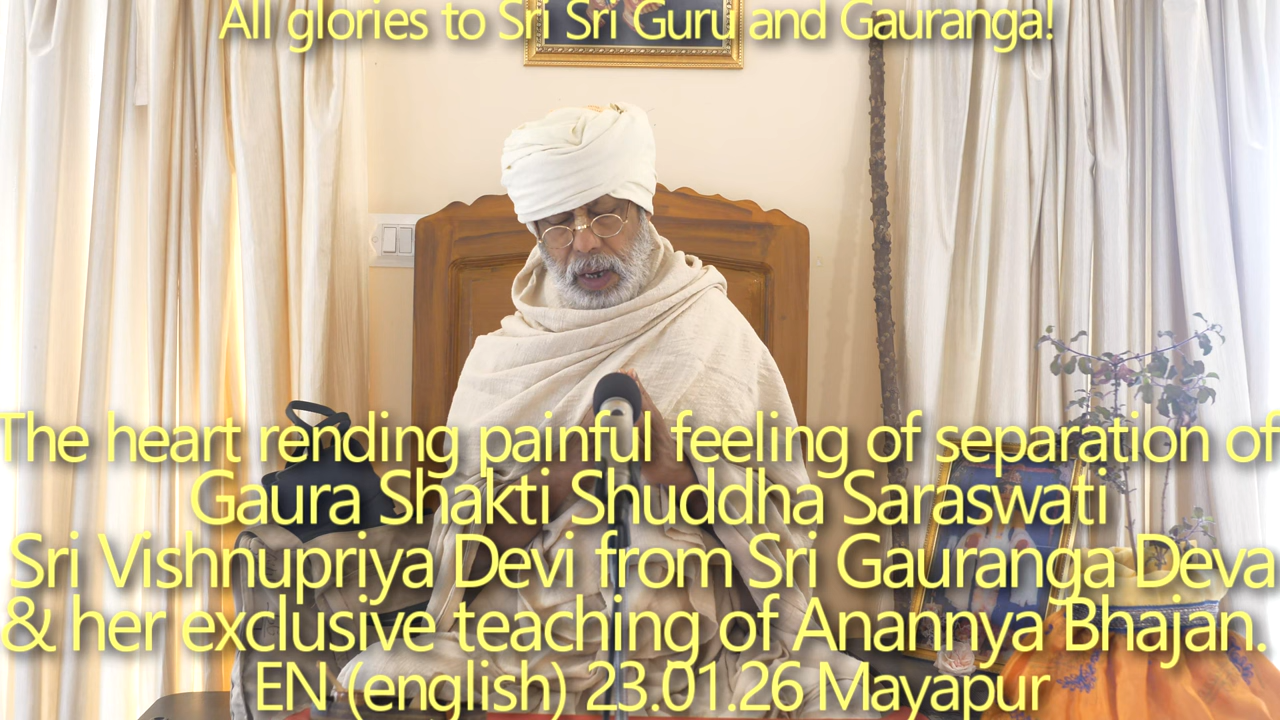 All glories to Sri Sri Guru and Gauranga!
The heart rending painful feeling of separation of
Gaura Shakti Shuddha Saraswati
Sri Vishnupriya Devi from Sri Gauranga Deva
& her exclusive teaching of Anannya Bhajan.
EN (english) 23.01.26 Mayapur